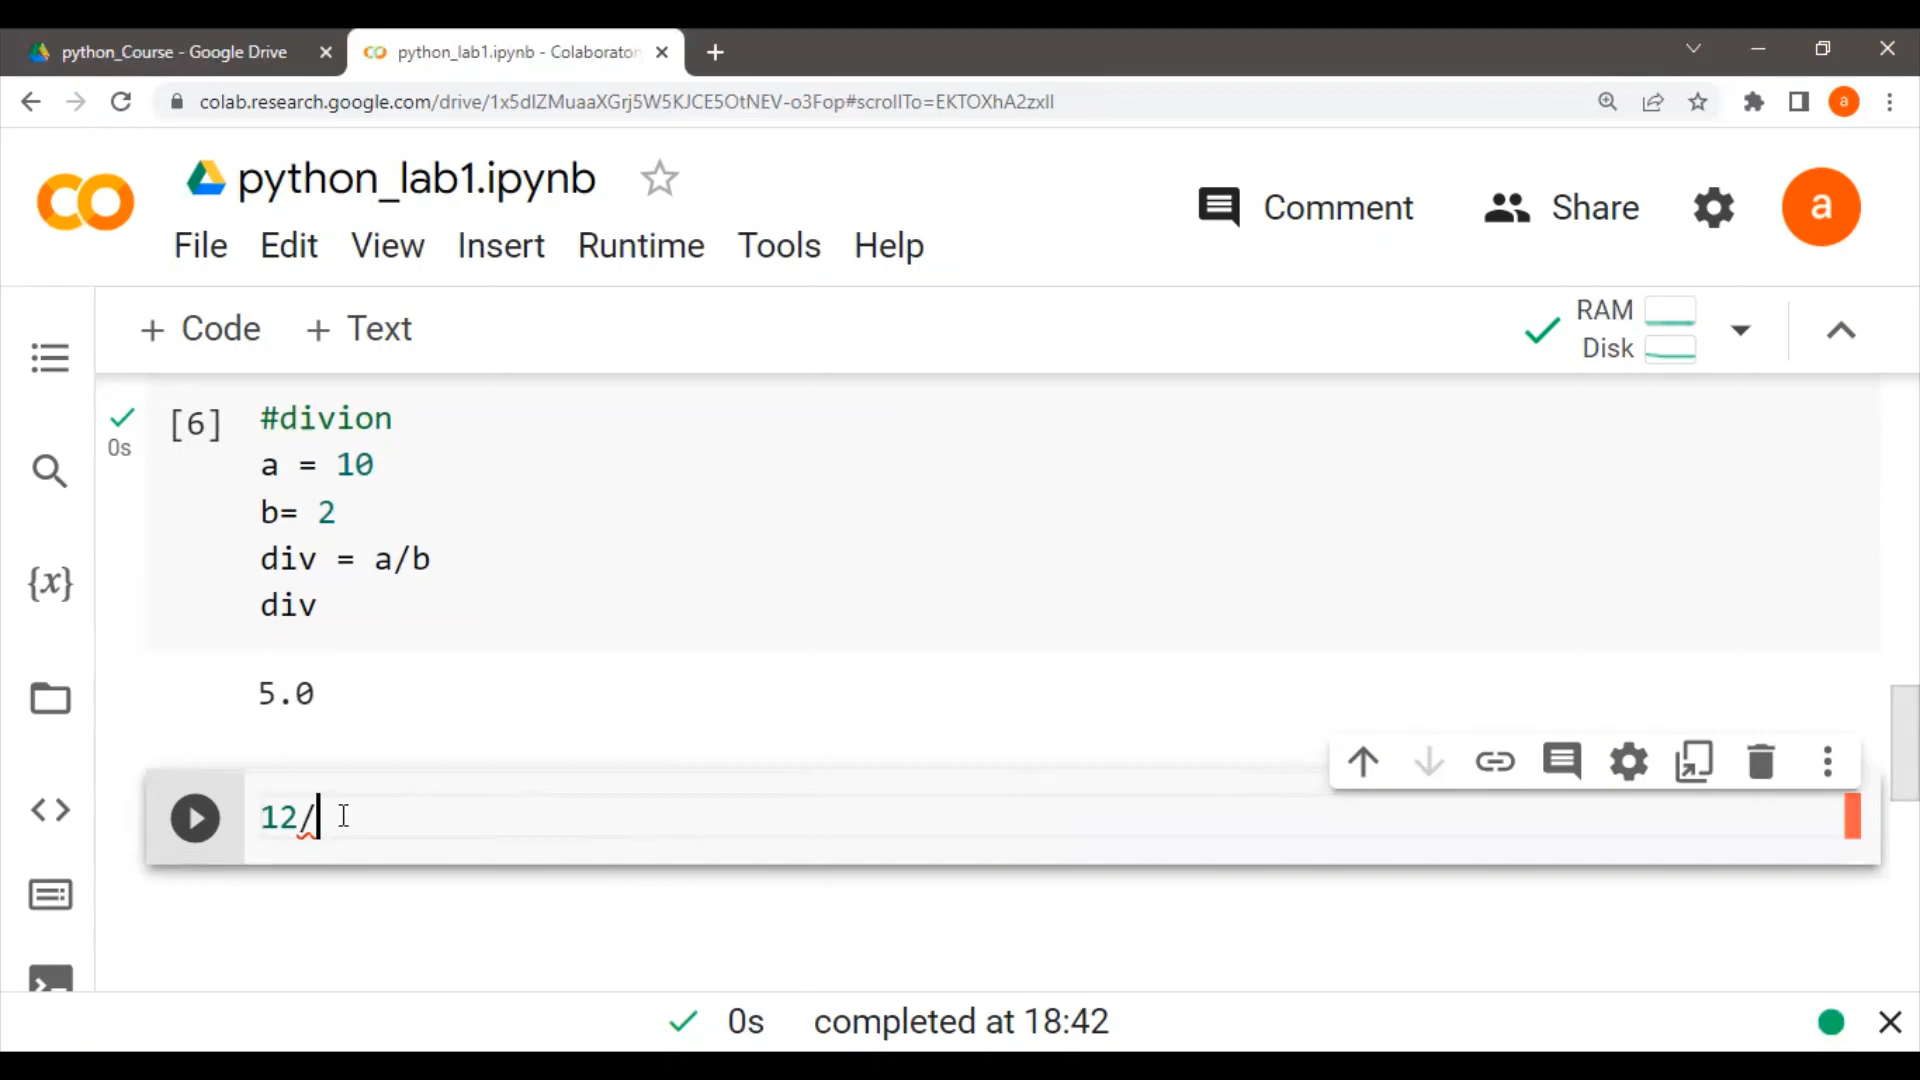 python_Course - Google Drive
python_lab1.ipynb - Colaborator
colab.research.google.com/drive/1x5dIZMuaaXGrj5W5KJCE5OtNEV-o3Fop#scrollTo=EKTOXhA2zxll
a
python_lab1.ipynb
Comment
Share
a
File Edit View Insert Runtime Tools Help
+ Code + Text
RAM
Disk
[6] #divion
0s
a = 10
b= 2
{x}
div = a/b
div
5.0
12/
0s completed at 18:42